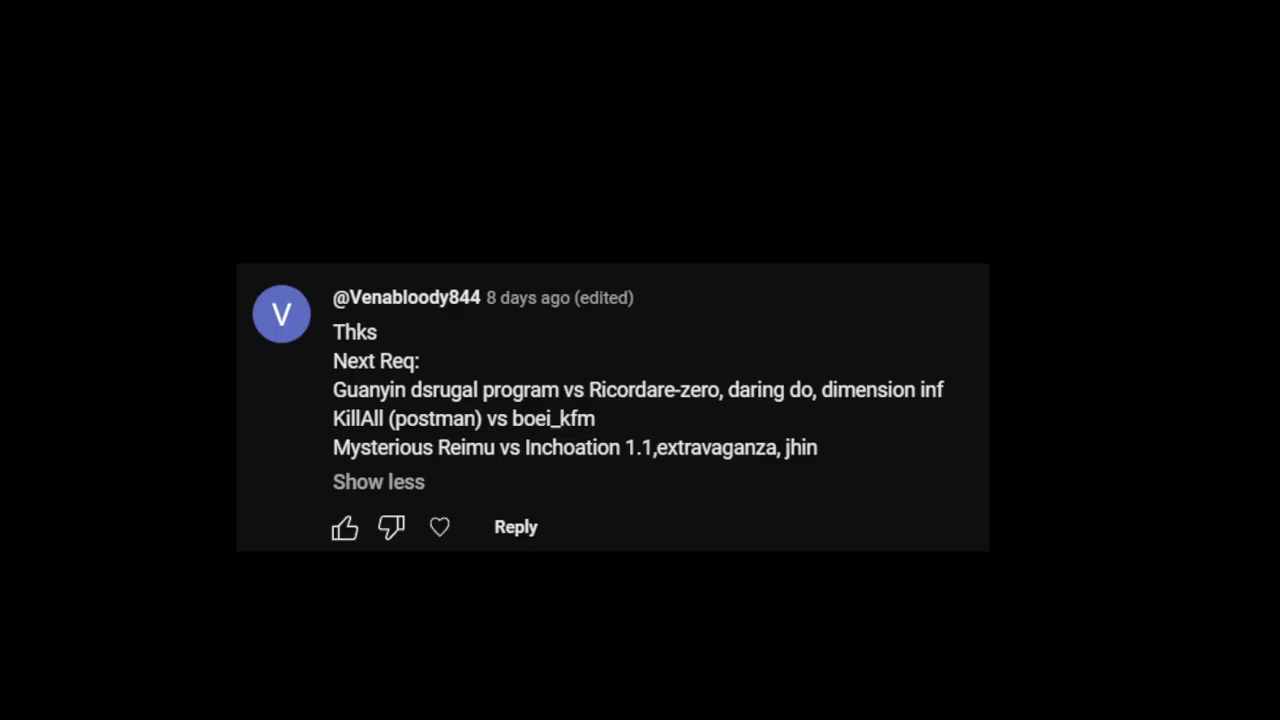 V
@Venabloody844 8 days ago (edited)
Thks
Next Req:
Guanyin dsrugal program vs Ricordare-zero, daring do, dimension inf
KillAll (postman) vs boei_kfm
Mysterious Reimu vs Inchoation 1.1,extravaganza, jhin
Show less
Reply